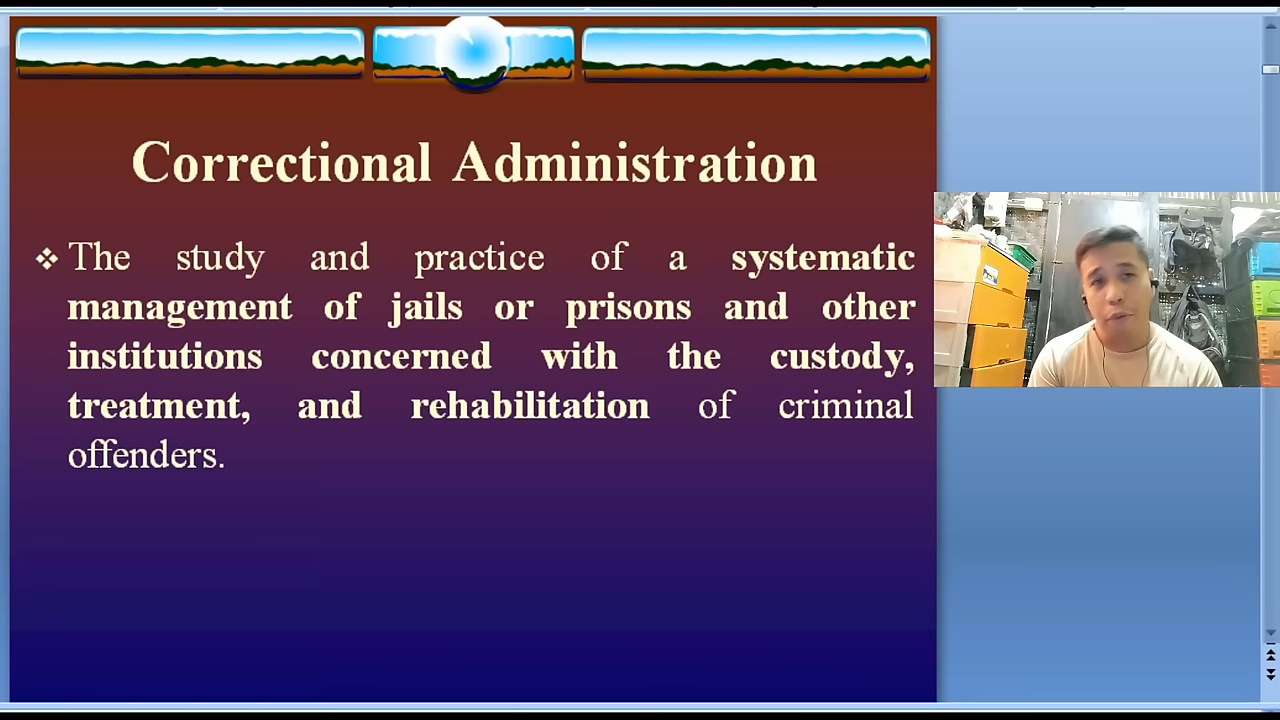 Correctional Administration
The study and practice of a systematic
management of jails or prisons and other
institutions concerned with the custody,
treatment, and rehabilitation of criminal
offenders.